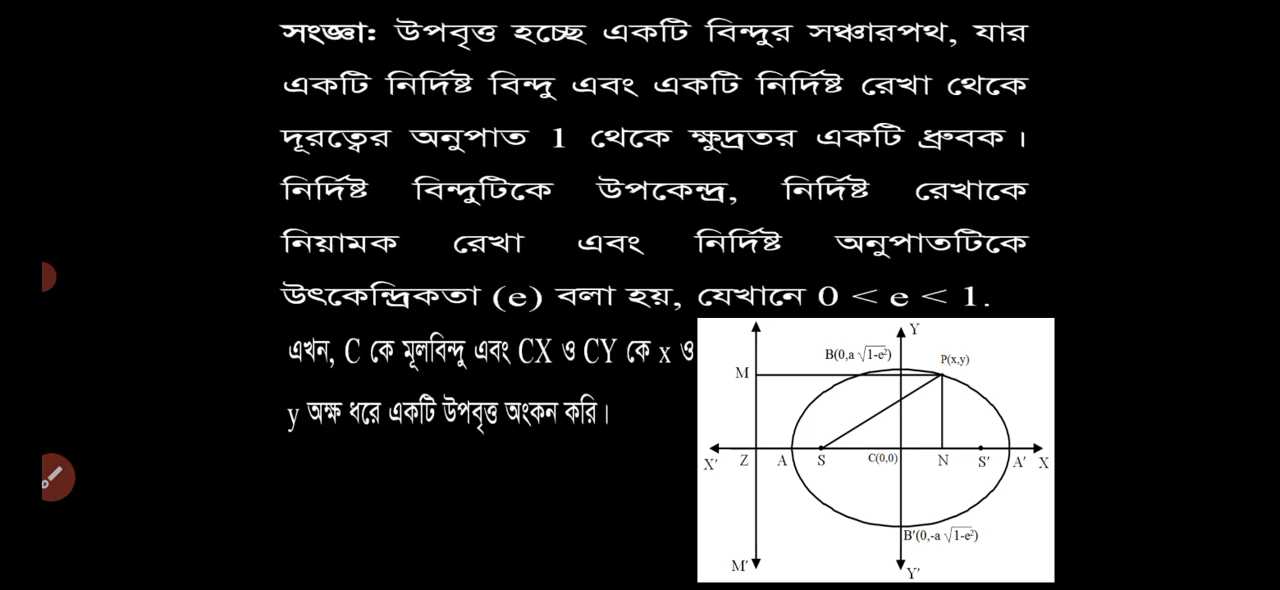 সংজ্ঞা: উপবৃত্ত হচ্ছে একটি বিন্দুর সঞ্চারপথ, যার
একটি নির্দিষ্ট বিন্দু এবং একটি নির্দিষ্ট রেখা থেকে
দূরত্বের অনুপাত 1 থেকে ক্ষুদ্রতর একটি ধ্রুবক।
নির্দিষ্ট বিন্দুটিকে উপকেন্দ্র, নির্দিষ্ট রেখাকে
নিয়ামক রেখা এবং নির্দিষ্ট অনুপাতটিকে
উৎকেন্দ্রিকতা (e) বলা হয়, যেখানে 0 < e < 1.
এখন, C কে মূলবিন্দু এবং CX ও CY কে x ও
y অক্ষ ধরে একটি উপবৃত্ত অংকন করি।
Y
B(0,a √1-e²)
P(x,y)
M
X′ Z A S C(0,0) N S′ A′ X
B′(0,-a √1-e²)
M′
Y′